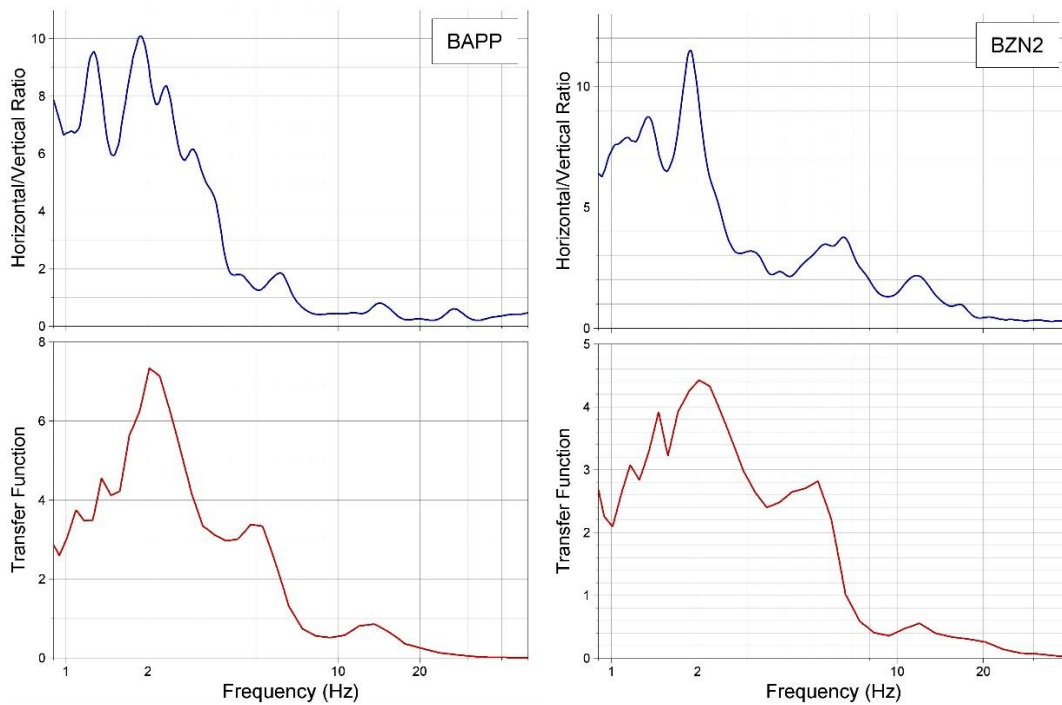 BAPP
Horizontal/Vertical Ratio
10
8
6
4
2
0
BZN2
Horizontal/Vertical Ratio
10
5
0
Transfer Function
8
6
4
2
0
1 2 10 20
Frequency (Hz)
Transfer Function
5
4
3
2
1
0
1 2 10 20
Frequency (Hz)